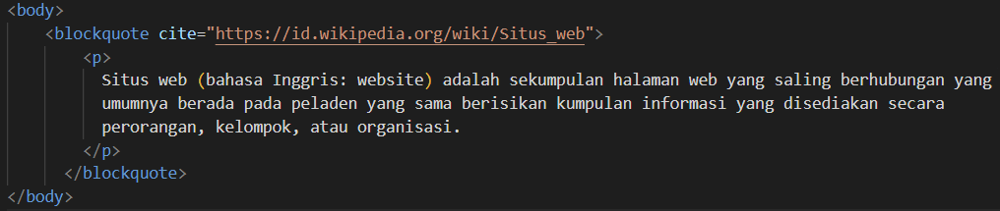 <body>
<blockquote cite="https://id.wikipedia.org/wiki/Situs_web">
<p>
Situs web (bahasa Inggris: website) adalah sekumpulan halaman web yang saling berhubungan yang
umumnya berada pada peladen yang sama berisikan kumpulan informasi yang disediakan secara
perorangan, kelompok, atau organisasi.
</p>
</blockquote>
</body>